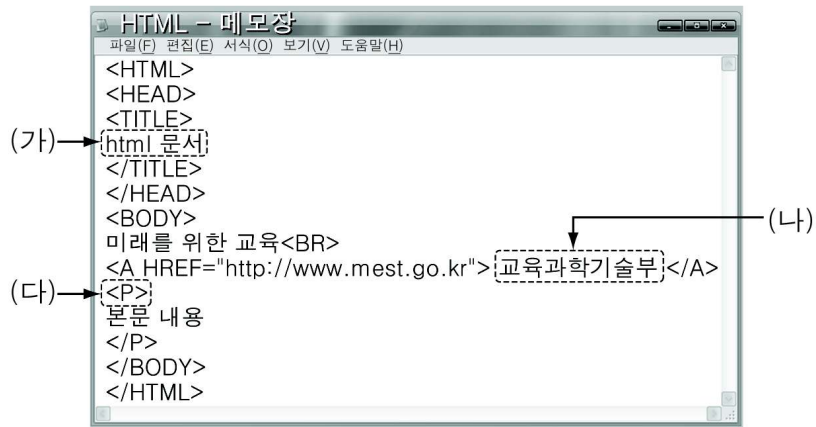 HTML - 메모장
파일(F) 편집(E) 서식(O) 보기(V) 도움말(H)
<HTML>
<HEAD>
<TITLE>
(가) html 문서
</TITLE>
</HEAD>
<BODY>
(나)
미래를 위한 교육<BR>
<A HREF="http://www.mest.go.kr"> 교육과학기술부 </A>
(다) <P>
본문 내용
</P>
</BODY>
</HTML>